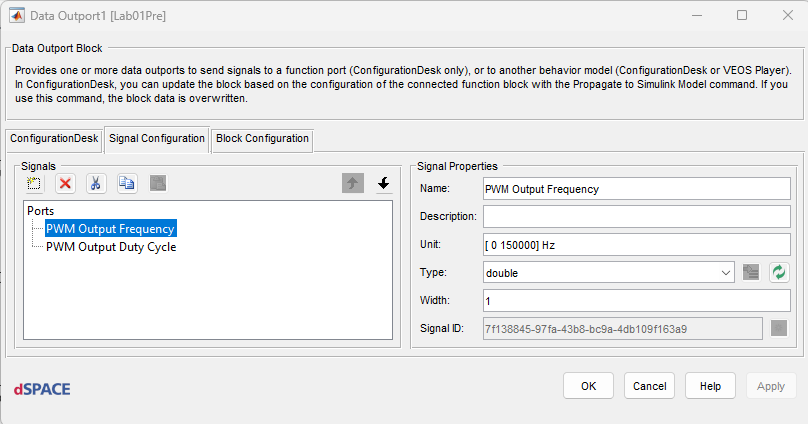 Data Outport1 [Lab01Pre]
Data Outport Block
Provides one or more data outports to send signals to a function port (ConfigurationDesk only), or to another behavior model (ConfigurationDesk or VEOS Player).
In ConfigurationDesk, you can update the block based on the configuration of the connected function block with the Propagate to Simulink Model command. If you
use this command, the block data is overwritten.
ConfigurationDesk Signal Configuration Block Configuration
Signals
Ports
PWM Output Frequency
PWM Output Duty Cycle
Signal Properties
Name: PWM Output Frequency
Description:
Unit: [ 0 150000] Hz
Type: double
Width: 1
Signal ID: 7f138845-97fa-43b8-bc9a-4db109f163a9
dSPACE
OK Cancel Help Apply